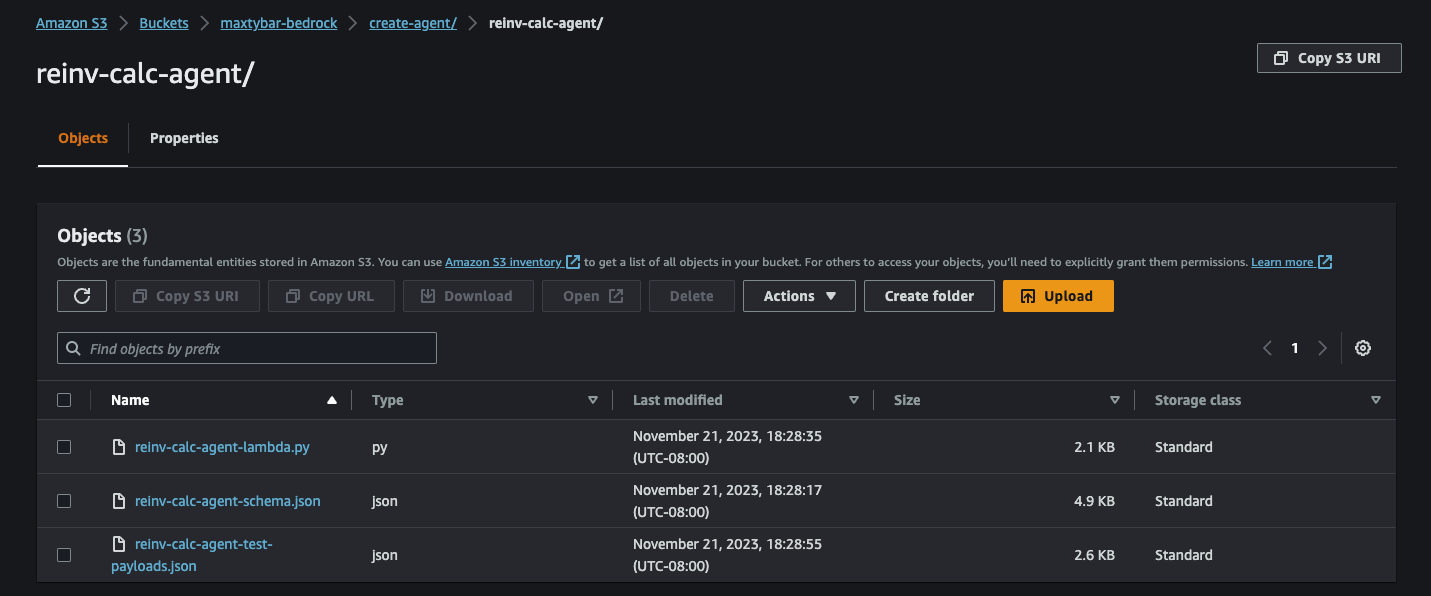 Amazon S3 > Buckets > maxtybar-bedrock > create-agent/ > reinv-calc-agent/
reinv-calc-agent/
Copy S3 URI
Objects
Properties
Objects (3)
Objects are the fundamental entities stored in Amazon S3. You can use Amazon S3 inventory to get a list of all objects in your bucket. For others to access your objects, you'll need to explicitly grant them permissions. Learn more
Copy S3 URI Copy URL Download Open Delete Actions Create folder Upload
Find objects by prefix
1
Name Type Last modified Size Storage class
reinv-calc-agent-lambda.py py November 21, 2023, 18:28:35 2.1 KB Standard
(UTC-08:00)
reinv-calc-agent-schema.json json November 21, 2023, 18:28:17 4.9 KB Standard
(UTC-08:00)
reinv-calc-agent-test- json November 21, 2023, 18:28:55 2.6 KB Standard
payloads.json (UTC-08:00)